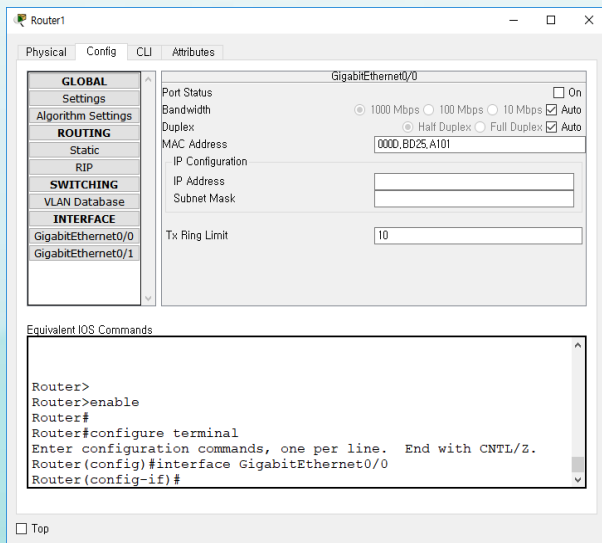 Router1
Physical Config CLI Attributes
GLOBAL
Settings
Algorithm Settings
ROUTING
Static
RIP
SWITCHING
VLAN Database
INTERFACE
GigabitEthernet0/0
GigabitEthernet0/1
GigabitEthernet0/0
Port Status On
Bandwidth 1000 Mbps 100 Mbps 10 Mbps Auto
Duplex Half Duplex Full Duplex Auto
MAC Address 000D.BD25.A101
IP Configuration
IP Address
Subnet Mask
Tx Ring Limit 10
Equivalent IOS Commands
Router>
Router>enable
Router#
Router#configure terminal
Enter configuration commands, one per line. End with CNTL/Z.
Router(config)#interface GigabitEthernet0/0
Router(config-if)#
Top